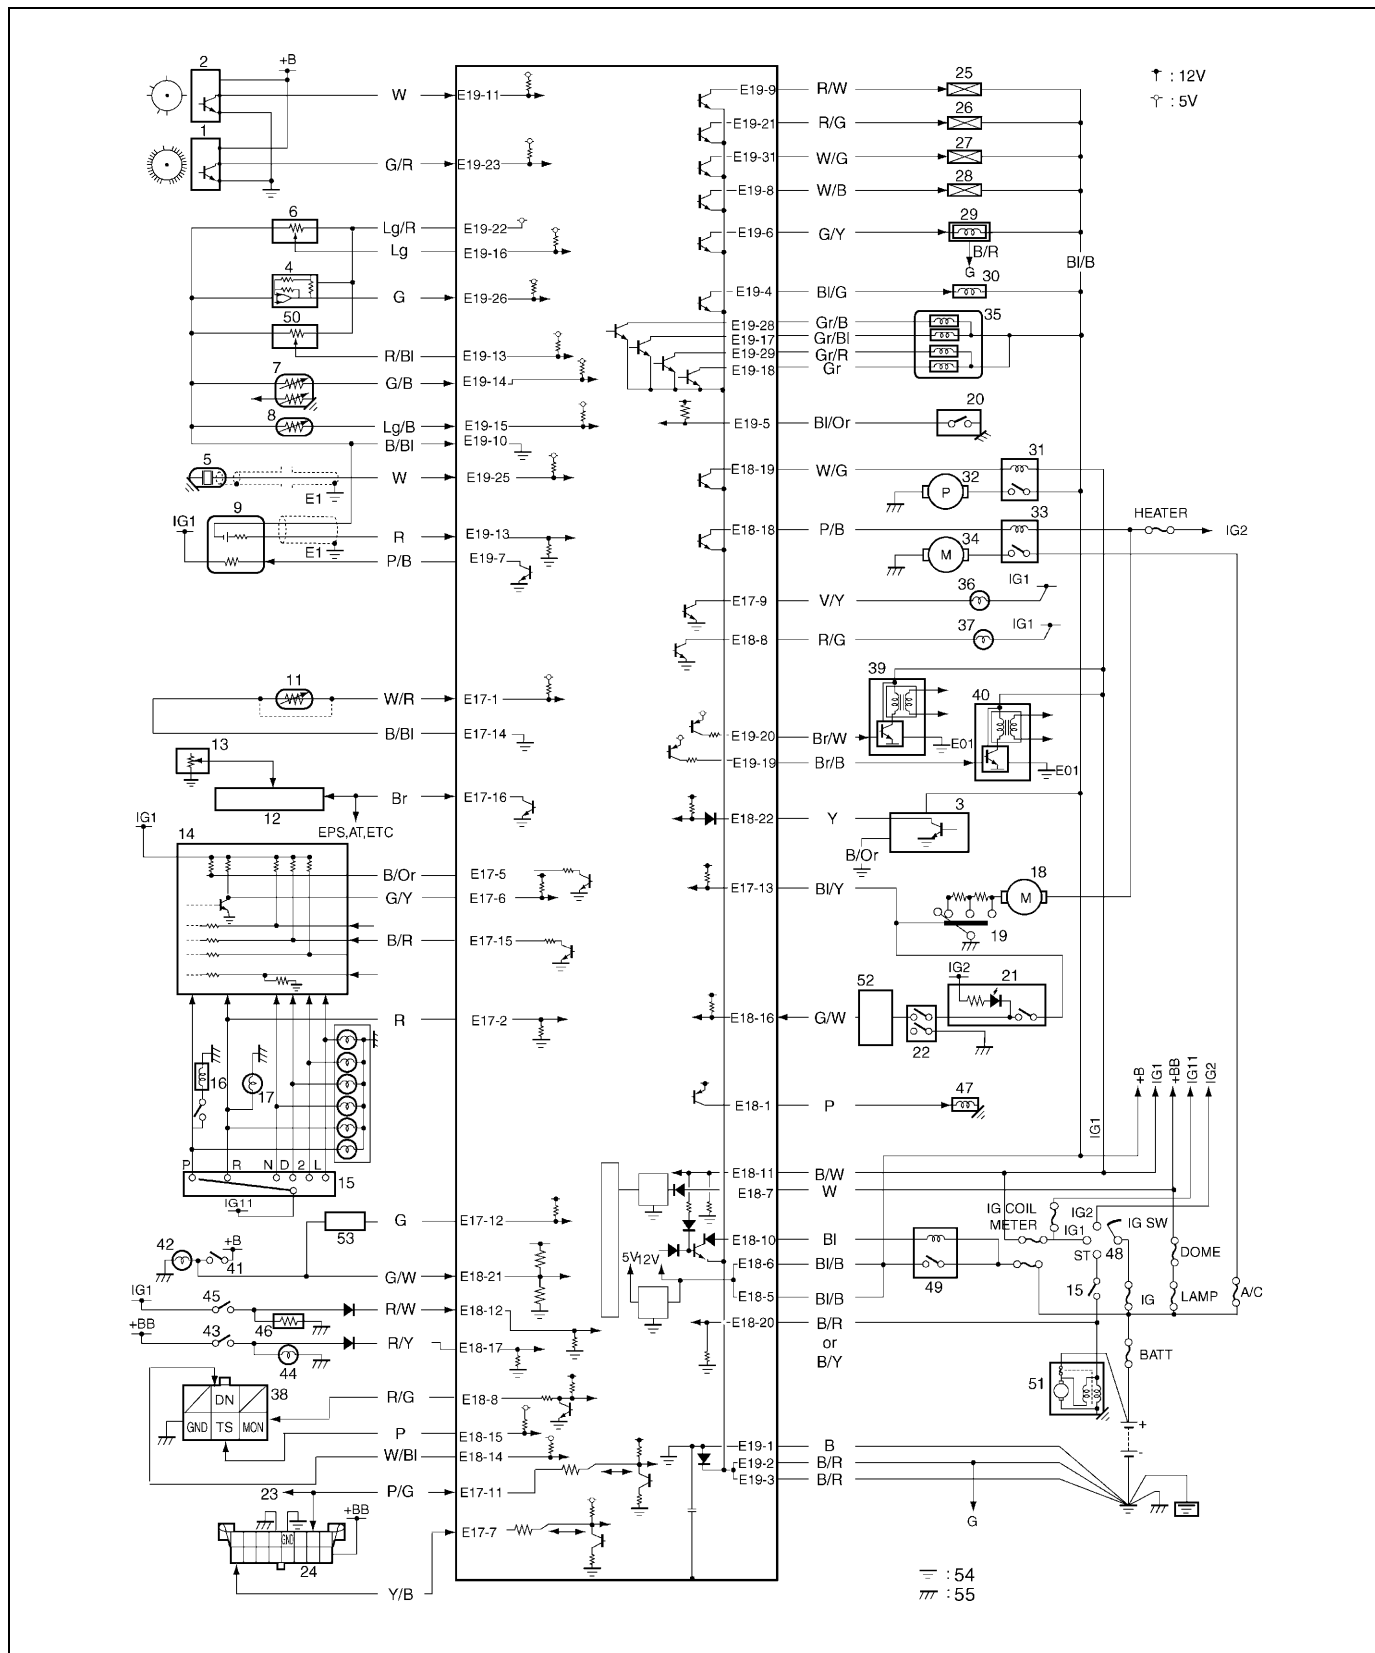 2 +B
W E19-11
1
G/R E19-23
6 Lg/R E19-22
Lg E19-16
4
G E19-26
50
R/Bl E19-13
7
G/B E19-14
8 Lg/B E19-15
B/Bl E19-10
5 W E19-25
E1
9
IG1 R E19-13
E1
P/B E19-7
11 W/R E17-1
B/Bl E17-14
13
Br E17-16
12
EPS,AT,ETC
IG1
14
B/Or E17-5
G/Y E17-6
B/R E17-15
R E17-2
16
17
P R N D 2 L
15
IG11
G E17-12
53
42 +B
41
G/W E18-21
IG1 45
R/W E18-12
46
+BB 43
R/Y E18-17
44
DN 38
GND TS MON
R/G E18-8
P E18-15
W/Bl E18-14
23 P/G E17-11
+BB
GND
24
E17-7
Y/B
: 12V
: 5V
E19-9 R/W 25
E19-21 R/G 26
E19-31 W/G 27
E19-8 W/B 28
E19-6 G/Y 29
B/R
G
Bl/B
E19-4 Bl/G 30
E19-28 Gr/B 35
E19-17 Gr/Bl
E19-29 Gr/R
E19-18 Gr
E19-5 Bl/Or 20
E18-19 W/G 31
32
P
E18-18 P/B 33
HEATER
IG2
34
M
E17-9 V/Y 36 IG1
E18-8 R/G 37 IG1
39
40
E19-20 Br/W E01
E19-19 Br/B E01
3
E18-22 Y
B/Or
E17-13 Bl/Y 18
M
19
52 IG2 21
E18-16 G/W
22
E18-1 P 47
+B IG1 +BB IG11 IG2
IG1
E18-11 B/W
E18-7 W
IG COIL
METER
IG2
IG1
IG SW
ST 48
E18-10 Bl
5V 12V
E18-6 Bl/B
49
DOME
E18-5 Bl/B
15 IG LAMP A/C
E18-20 B/R
or
B/Y
BATT
51
+
-
E19-1 B
E19-2 B/R
E19-3 B/R
G
: 54
: 55